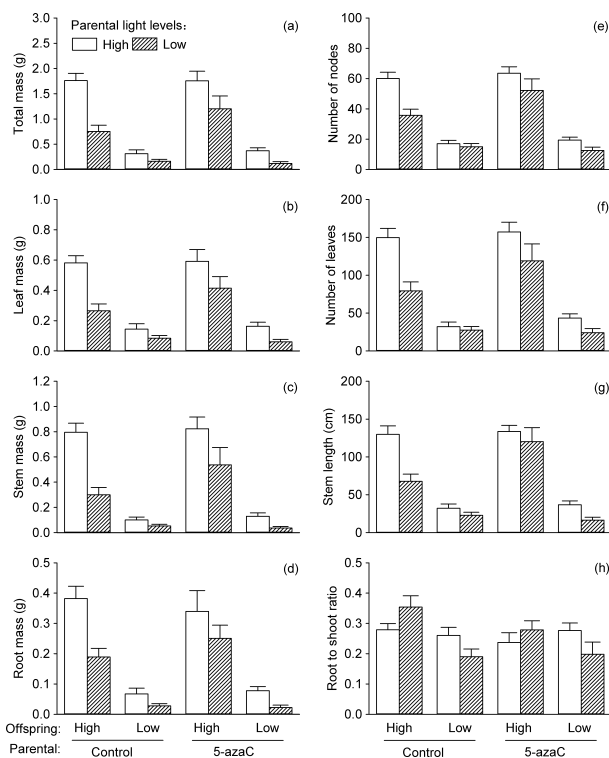 Parental light levels:
High Low
(a)
Total mass (g)
3.0
2.5
2.0
1.5
1.0
0.5
0.0
(e)
Number of nodes
100
80
60
40
20
0
(b)
Leaf mass (g)
1.0
0.8
0.6
0.4
0.2
0.0
(f)
Number of leaves
200
150
100
50
0
(c)
Stem mass (g)
1.2
1.0
0.8
0.6
0.4
0.2
0.0
(g)
Stem length (cm)
200
150
100
50
0
(d)
Root mass (g)
0.5
0.4
0.3
0.2
0.1
0.0
(h)
Root to shoot ratio
0.5
0.4
0.3
0.2
0.1
0.0
Offspring: High Low High Low High Low High Low
Parental: Control 5-azaC Control 5-azaC